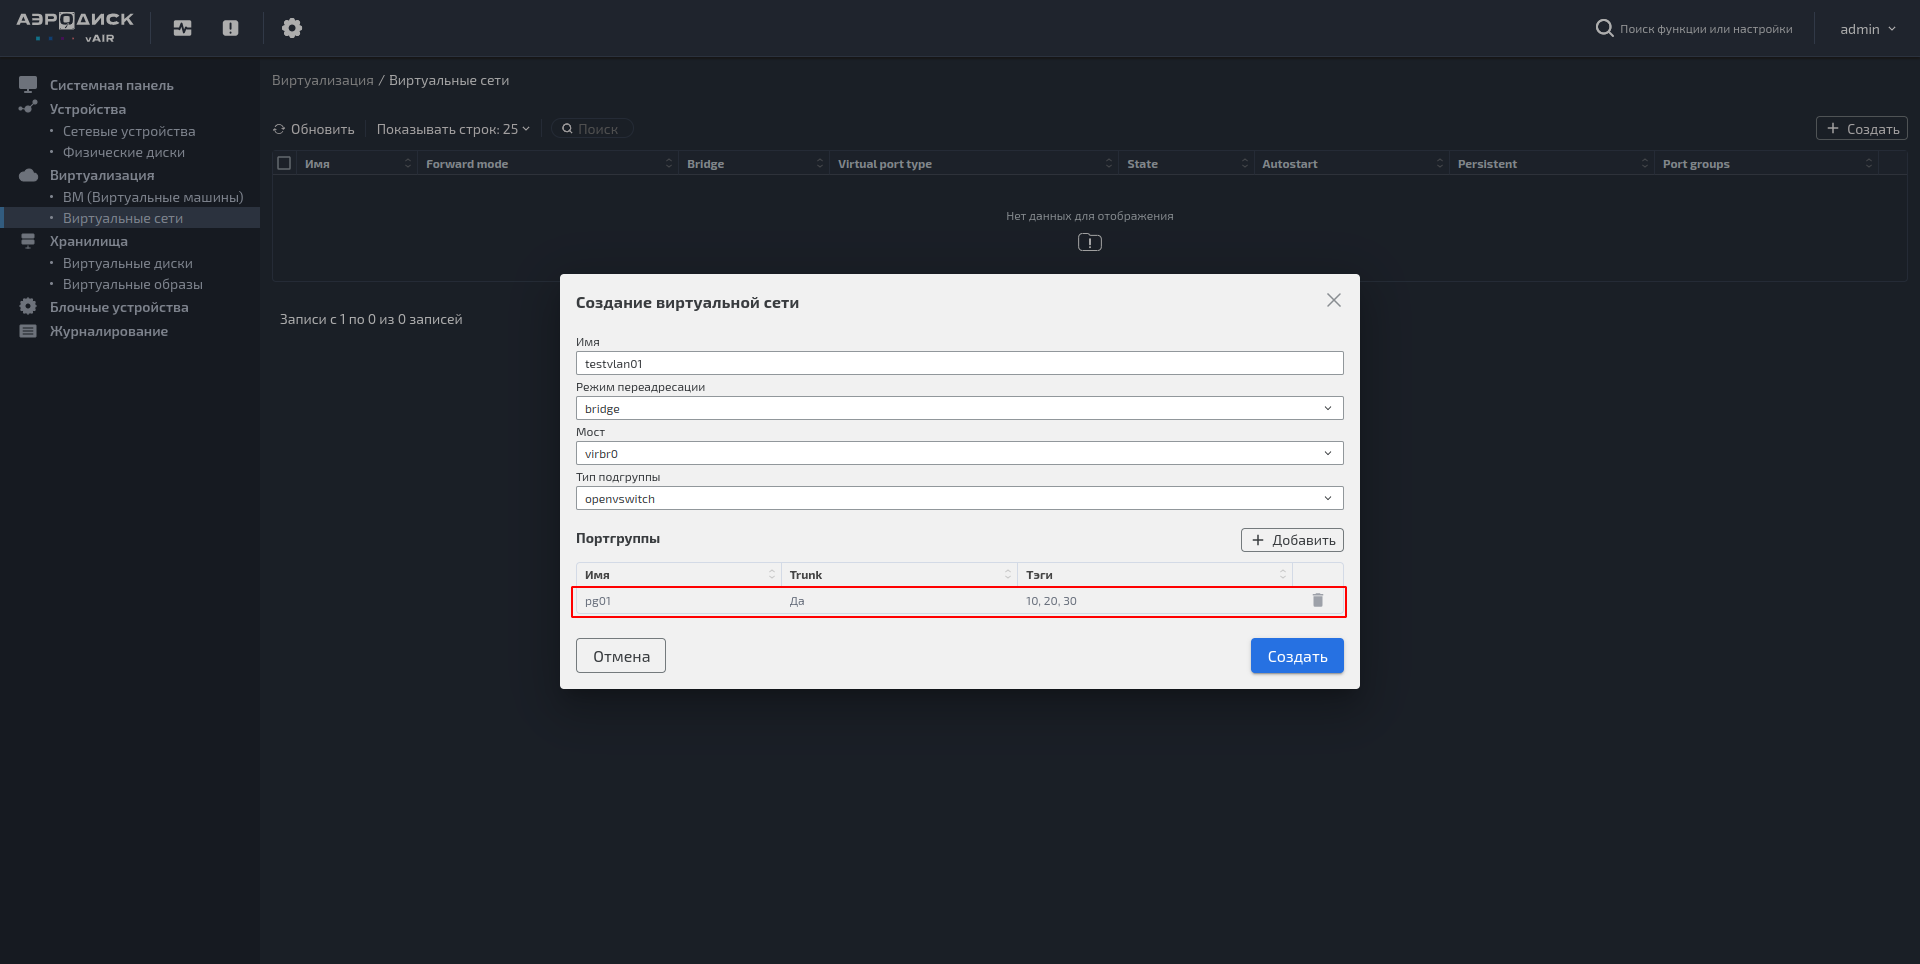 АЭРОДИСК
vAIR
Поиск функции или настройки
admin
Системная панель
Устройства
Сетевые устройства
Физические диски
Виртуализация
ВМ (Виртуальные машины)
Виртуальные сети
Хранилища
Виртуальные диски
Виртуальные образы
Блочные устройства
Журналирование
Виртуализация / Виртуальные сети
Обновить Показывать строк: 25 Поиск + Создать
Имя Forward mode Bridge Virtual port type State Autostart Persistent Port groups
Нет данных для отображения
Записи с 1 по 0 из 0 записей
Создание виртуальной сети
Имя
testvlan01
Режим переадресации
bridge
Мост
virbr0
Тип подгруппы
openvswitch
Портгруппы + Добавить
Имя Trunk Тэги
pg01 Да 10, 20, 30
Отмена Создать